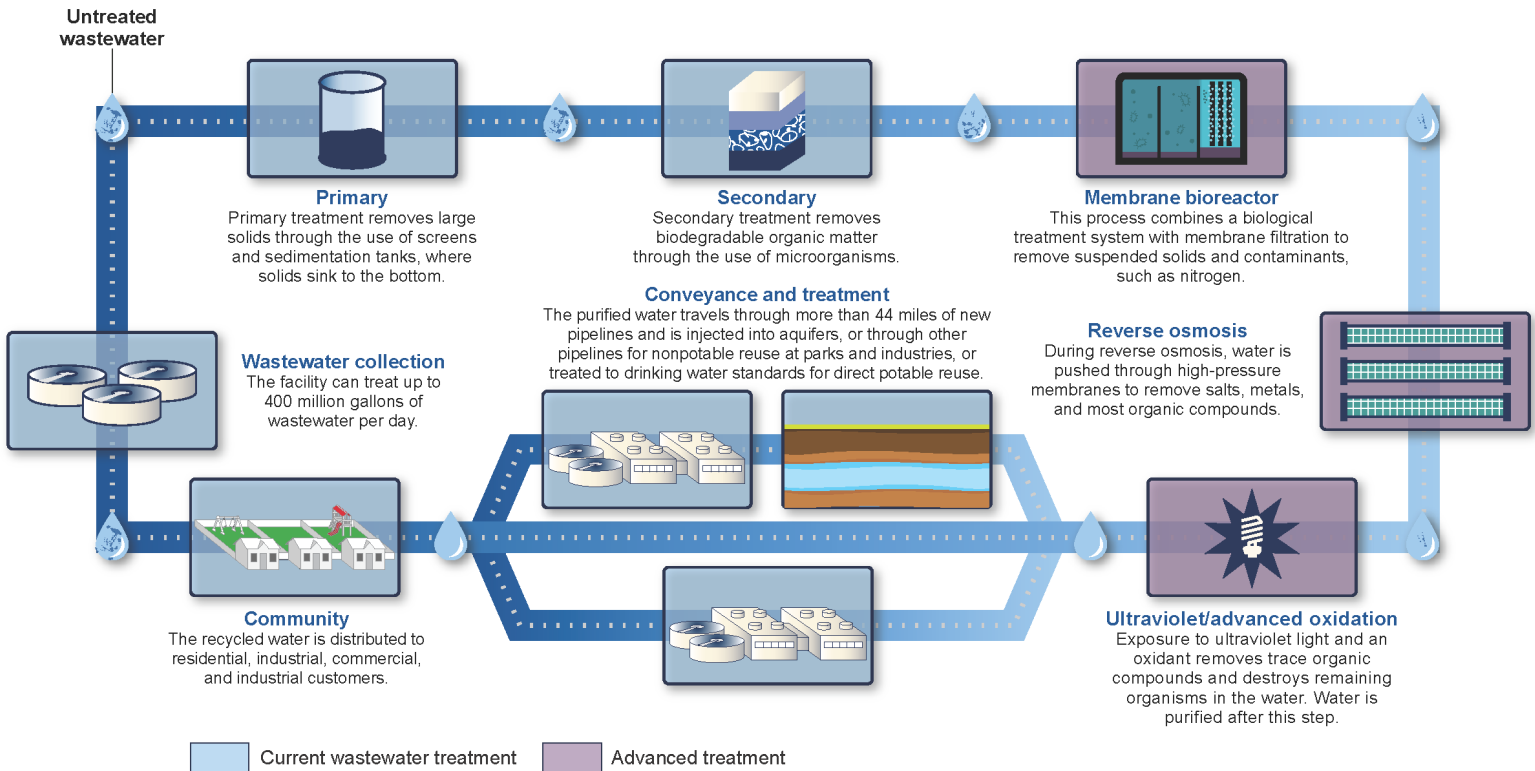 Untreated
wastewater
Primary
Primary treatment removes large
solids through the use of screens
and sedimentation tanks, where
solids sink to the bottom.
Secondary
Secondary treatment removes
biodegradable organic matter
through the use of microorganisms.
Membrane bioreactor
This process combines a biological
treatment system with membrane filtration to
remove suspended solids and contaminants,
such as nitrogen.
Conveyance and treatment
The purified water travels through more than 44 miles of new
pipelines and is injected into aquifers, or through other
pipelines for nonpotable reuse at parks and industries, or
treated to drinking water standards for direct potable reuse.
Reverse osmosis
During reverse osmosis, water is
pushed through high-pressure
membranes to remove salts, metals,
and most organic compounds.
Wastewater collection
The facility can treat up to
400 million gallons of
wastewater per day.
Community
The recycled water is distributed to
residential, industrial, commercial,
and industrial customers.
Ultraviolet/advanced oxidation
Exposure to ultraviolet light and an
oxidant removes trace organic
compounds and destroys remaining
organisms in the water. Water is
purified after this step.
Current wastewater treatment
Advanced treatment